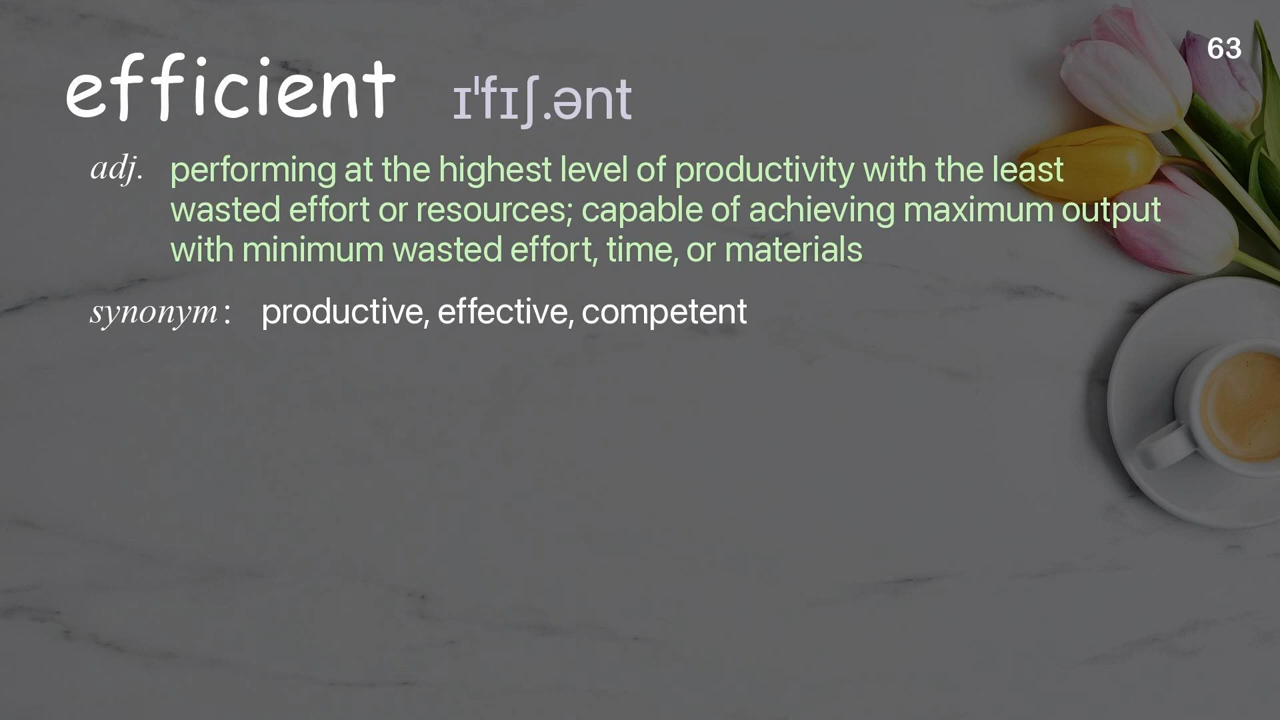 63
efficient ɪˈfɪʃ.ənt
adj. performing at the highest level of productivity with the least
wasted effort or resources; capable of achieving maximum output
with minimum wasted effort, time, or materials
synonym: productive, effective, competent